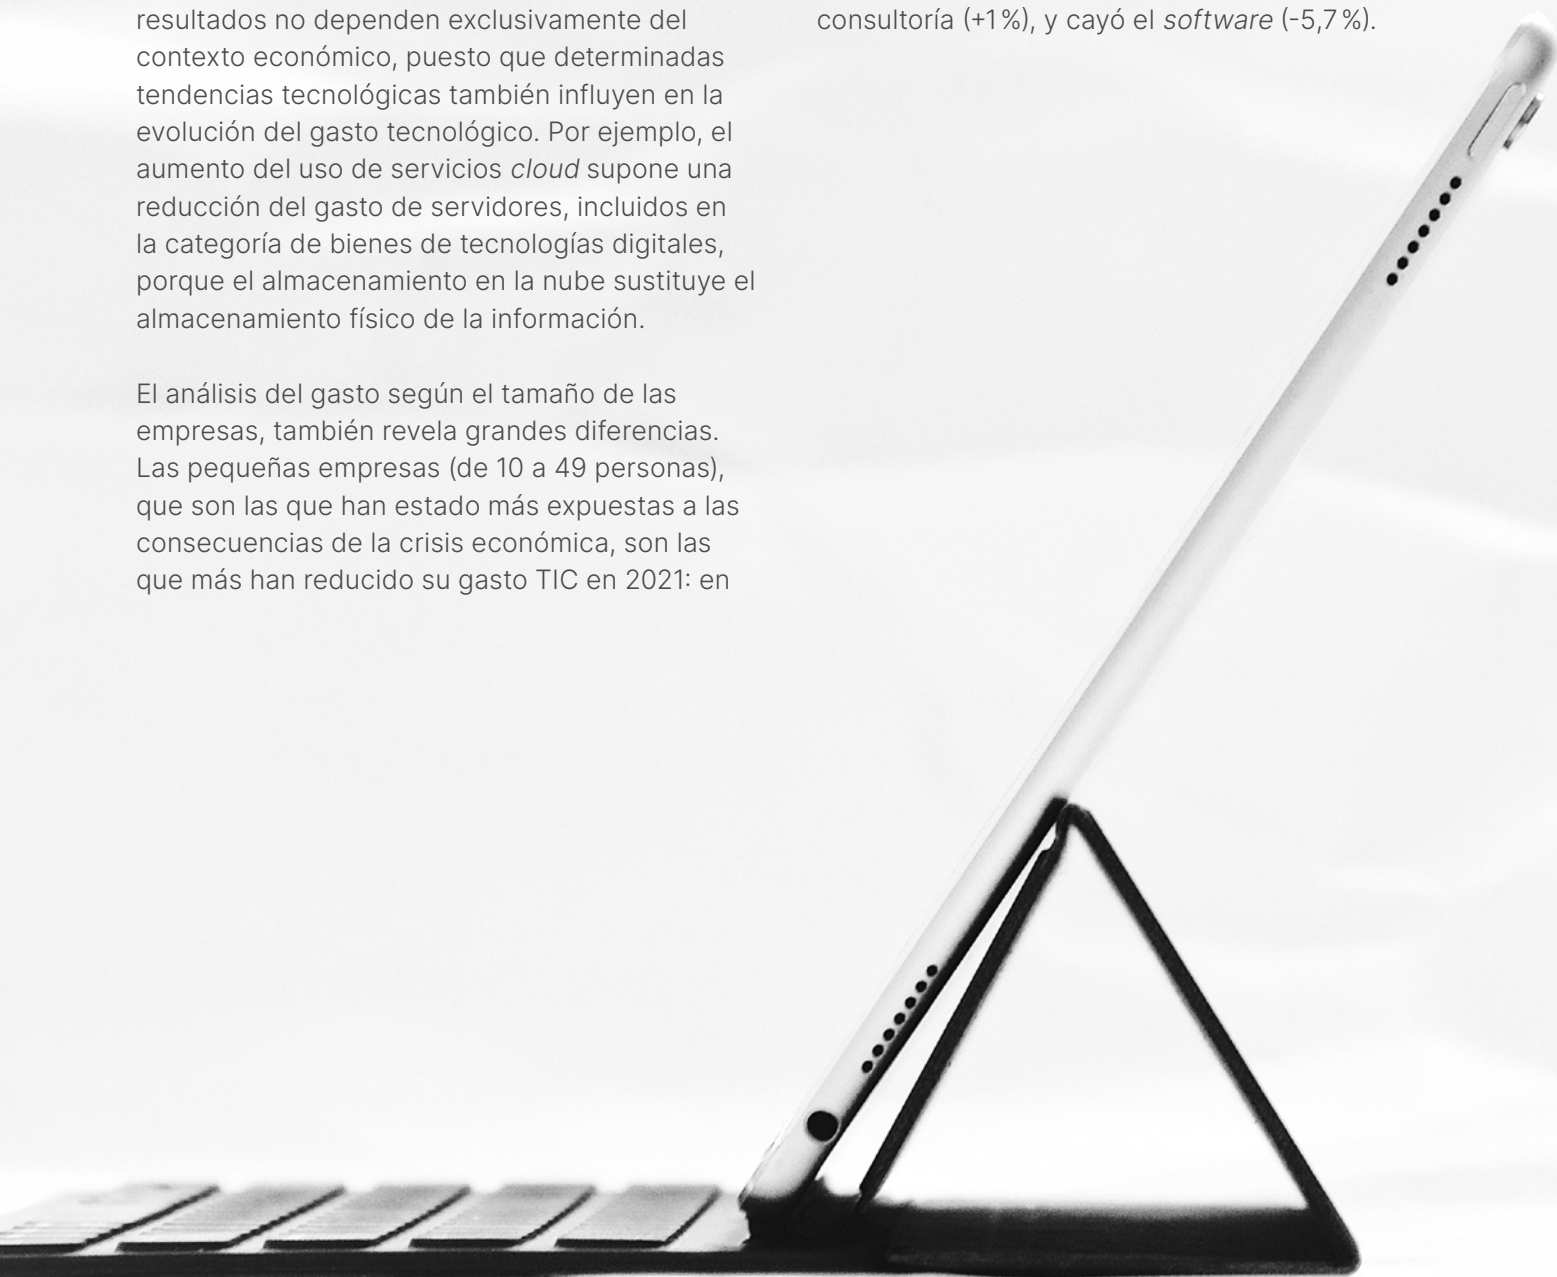 resultados no dependen exclusivamente del
contexto económico, puesto que determinadas
tendencias tecnológicas también influyen en la
evolución del gasto tecnológico. Por ejemplo, el
aumento del uso de servicios cloud supone una
reducción del gasto de servidores, incluidos en
la categoría de bienes de tecnologías digitales,
porque el almacenamiento en la nube sustituye el
almacenamiento físico de la información.
El análisis del gasto según el tamaño de las
empresas, también revela grandes diferencias.
Las pequeñas empresas (de 10 a 49 personas),
que son las que han estado más expuestas a las
consecuencias de la crisis económica, son las
que más han reducido su gasto TIC en 2021: en
consultoría (+1 %), y cayó el software (-5,7 %).